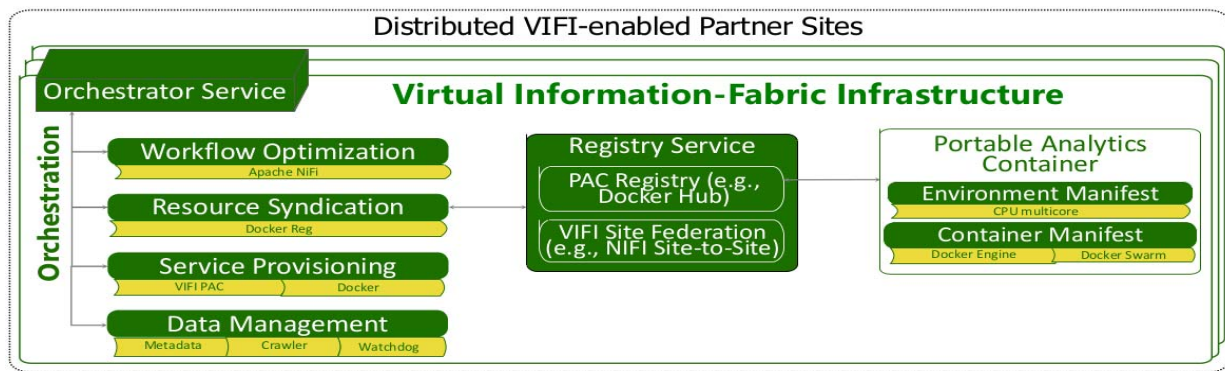 Distributed VIFI-enabled Partner Sites
Orchestrator Service
Virtual Information-Fabric Infrastructure
Orchestration
Workflow Optimization
Apache NiFi
Resource Syndication
Docker Reg
Service Provisioning
VIFI PAC
Docker
Data Management
Metadata
Crawler
Watchdog
Registry Service
PAC Registry (e.g.,
Docker Hub)
VIFI Site Federation
(e.g., NIFI Site-to-Site)
Portable Analytics
Container
Environment Manifest
CPU multicore
Container Manifest
Docker Engine
Docker Swarm